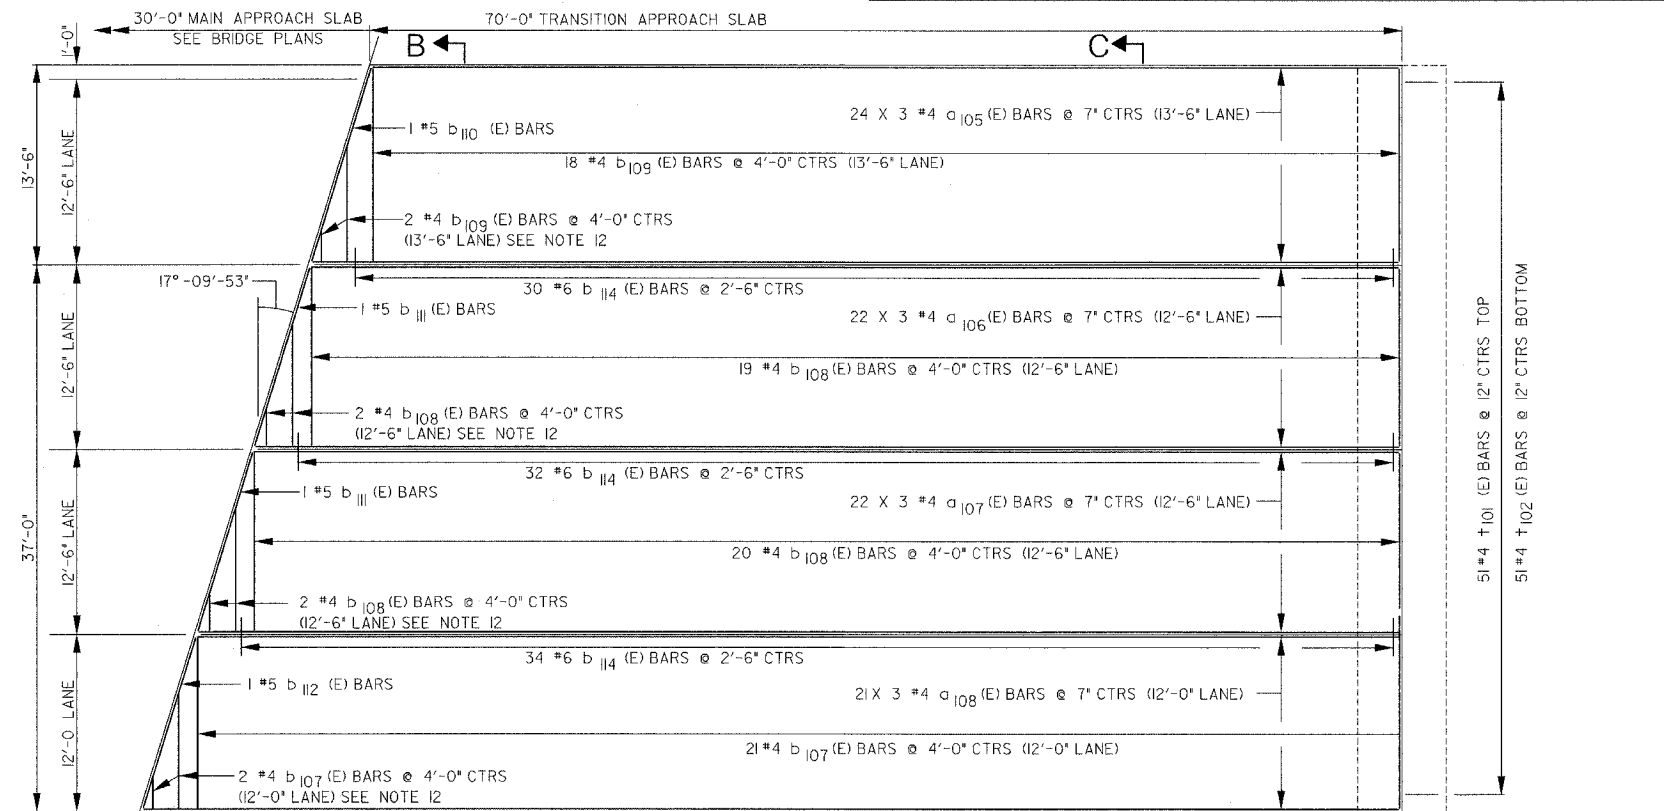 30'-0" MAIN APPROACH SLAB
SEE BRIDGE PLANS
70'-0" TRANSITION APPROACH SLAB
1'-0"
B
C
24 X 3 #4 a105(E) BARS @ 7" CTRS (13'-6" LANE)
1 #5 b110 (E) BARS
18 #4 b109(E) BARS @ 4'-0" CTRS (13'-6" LANE)
13'-6"
12'-6" LANE
2 #4 b109(E) BARS @ 4'-0" CTRS
(13'-6" LANE) SEE NOTE 12
17°-09'-53"
30 #6 b114 (E) BARS @ 2'-6" CTRS
1 #5 b111 (E) BARS
22 X 3 #4 a106(E) BARS @ 7" CTRS (12'-6" LANE)
12'-6" LANE
19 #4 b108(E) BARS @ 4'-0" CTRS (12'-6" LANE)
2 #4 b108(E) BARS @ 4'-0" CTRS
(12'-6" LANE) SEE NOTE 12
32 #6 b114 (E) BARS @ 2'-6" CTRS
1 #5 b111 (E) BARS
22 X 3 #4 a107(E) BARS @ 7" CTRS (12'-6" LANE)
37'-0"
12'-6" LANE
20 #4 b108(E) BARS @ 4'-0" CTRS (12'-6" LANE)
2 #4 b108(E) BARS @ 4'-0" CTRS
(12'-6" LANE) SEE NOTE 12
34 #6 b114 (E) BARS @ 2'-6" CTRS
1 #5 b112 (E) BARS
21 X 3 #4 a108(E) BARS @ 7" CTRS (12'-0" LANE)
12'-0 LANE
21 #4 b107(E) BARS @ 4'-0" CTRS (12'-0" LANE)
2 #4 b107(E) BARS @ 4'-0" CTRS
(12'-0" LANE) SEE NOTE 12
51 #4 t101 (E) BARS @ 12" CTRS TOP
51 #4 t102 (E) BARS @ 12" CTRS BOTTOM